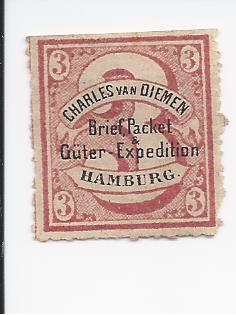 3 3
CHARLES VAN DIEMEN
Brief, Packet
&
Güter-Expedition
HAMBURG.
3 3